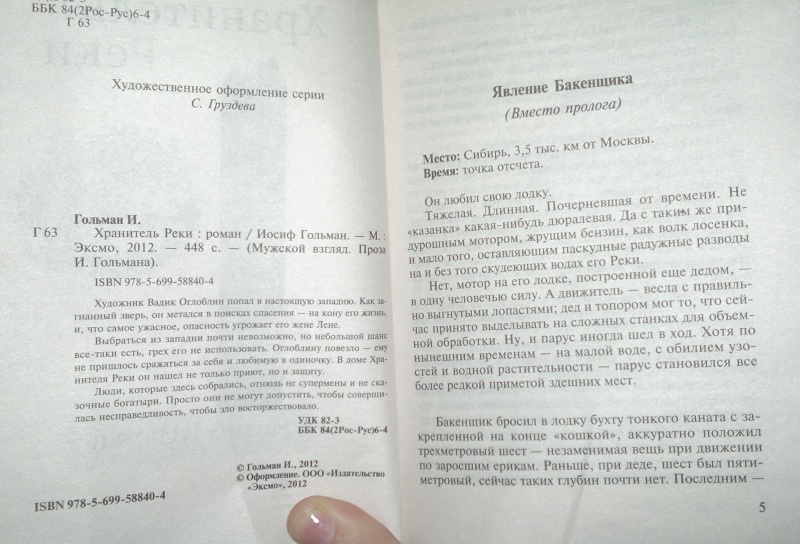 ББК 84(2Рос-Рус)6-4
Г 63
Художественное оформление серии
С. Груздева
Гольман И.
Г 63 Хранитель Реки : роман / Иосиф Гольман. — М. :
Эксмо, 2012. — 448 с. — (Мужской взгляд. Проза
И. Гольмана).
ISBN 978-5-699-58840-4
Художник Вадик Оглоблин попал в настоящую западню. Как за-
гнанный зверь, он метался в поисках спасения — на кону его жизнь,
и, что самое ужасное, опасность угрожает его жене Лене.
Выбраться из западни почти невозможно, но небольшой шанс
все-таки есть, грех его не использовать. Оглоблину повезло — ему
не пришлось сражаться за себя и любимую в одиночку. В доме Хра-
нителя Реки он нашел не только приют, но и защиту.
Люди, которые здесь собрались, отнюдь не супермены и не ска-
зочные богатыри. Просто они не могут допустить, чтобы соверши-
лась несправедливость, чтобы зло восторжествовало.
УДК 82-3
ББК 84(2Рос-Рус)6-4
© Гольман И., 2012
© Оформление. ООО «Издательство
«Эксмо», 2012
ISBN 978-5-699-58840-4
Явление Бакенщика
(Вместо пролога)
Место: Сибирь, 3,5 тыс. км от Москвы.
Время: точка отсчета.
Он любил свою лодку.
Тяжелая. Длинная. Почерневшая от времени. Не
«казанка» какая-нибудь дюралевая. Да с таким же при-
дурошным мотором, жрущим бензин, как волк лосенка,
и мало того, оставляющим паскудные радужные разводы
на и без того скудеющих водах его Реки.
Нет, мотор на его лодке, построенной еще дедом, —
в одну человечью силу. А движитель — весла с правиль-
но выгнутыми лопастями; дед и топором мог то, что сей-
час принято выделывать на сложных станках для объем-
ной обработки. Ну, и парус иногда шел в ход. Хотя по
нынешним временам — на малой воде, с обилием узо-
стей и водной растительности — парус становился все
более редкой приметой здешних мест.
Бакенщик бросил в лодку бухту тонкого каната с за-
крепленной на конце «кошкой», аккуратно положил
трехметровый шест — незаменимая вещь при движении
по заросшим ерикам. Раньше, при деде, шест был пяти-
метровый, сейчас таких глубин почти нет. Последним —
5